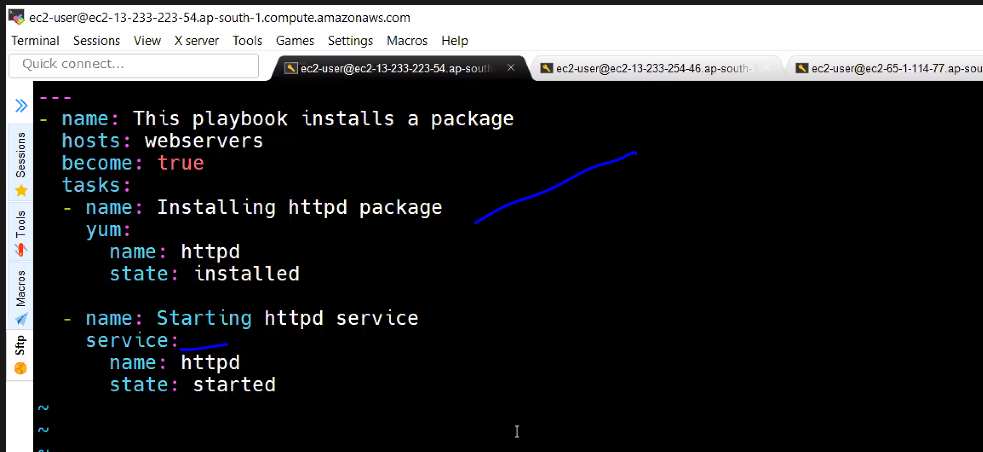 ec2-user@ec2-13-233-223-54.ap-south-1.compute.amazonaws.com
Terminal Sessions View X server Tools Games Settings Macros Help
Quick connect...
ec2-user@ec2-13-233-223-54.ap-south
ec2-user@ec2-13-233-254-46.ap-south-
ec2-user@ec2-65-1-114-77.ap-sou
Sessions
Tools
Macros
Sftp
---
- name: This playbook installs a package
  hosts: webservers
  become: true
  tasks:
  - name: Installing httpd package
    yum:
      name: httpd
      state: installed

  - name: Starting httpd service
    service:
      name: httpd
      state: started
~
~
~